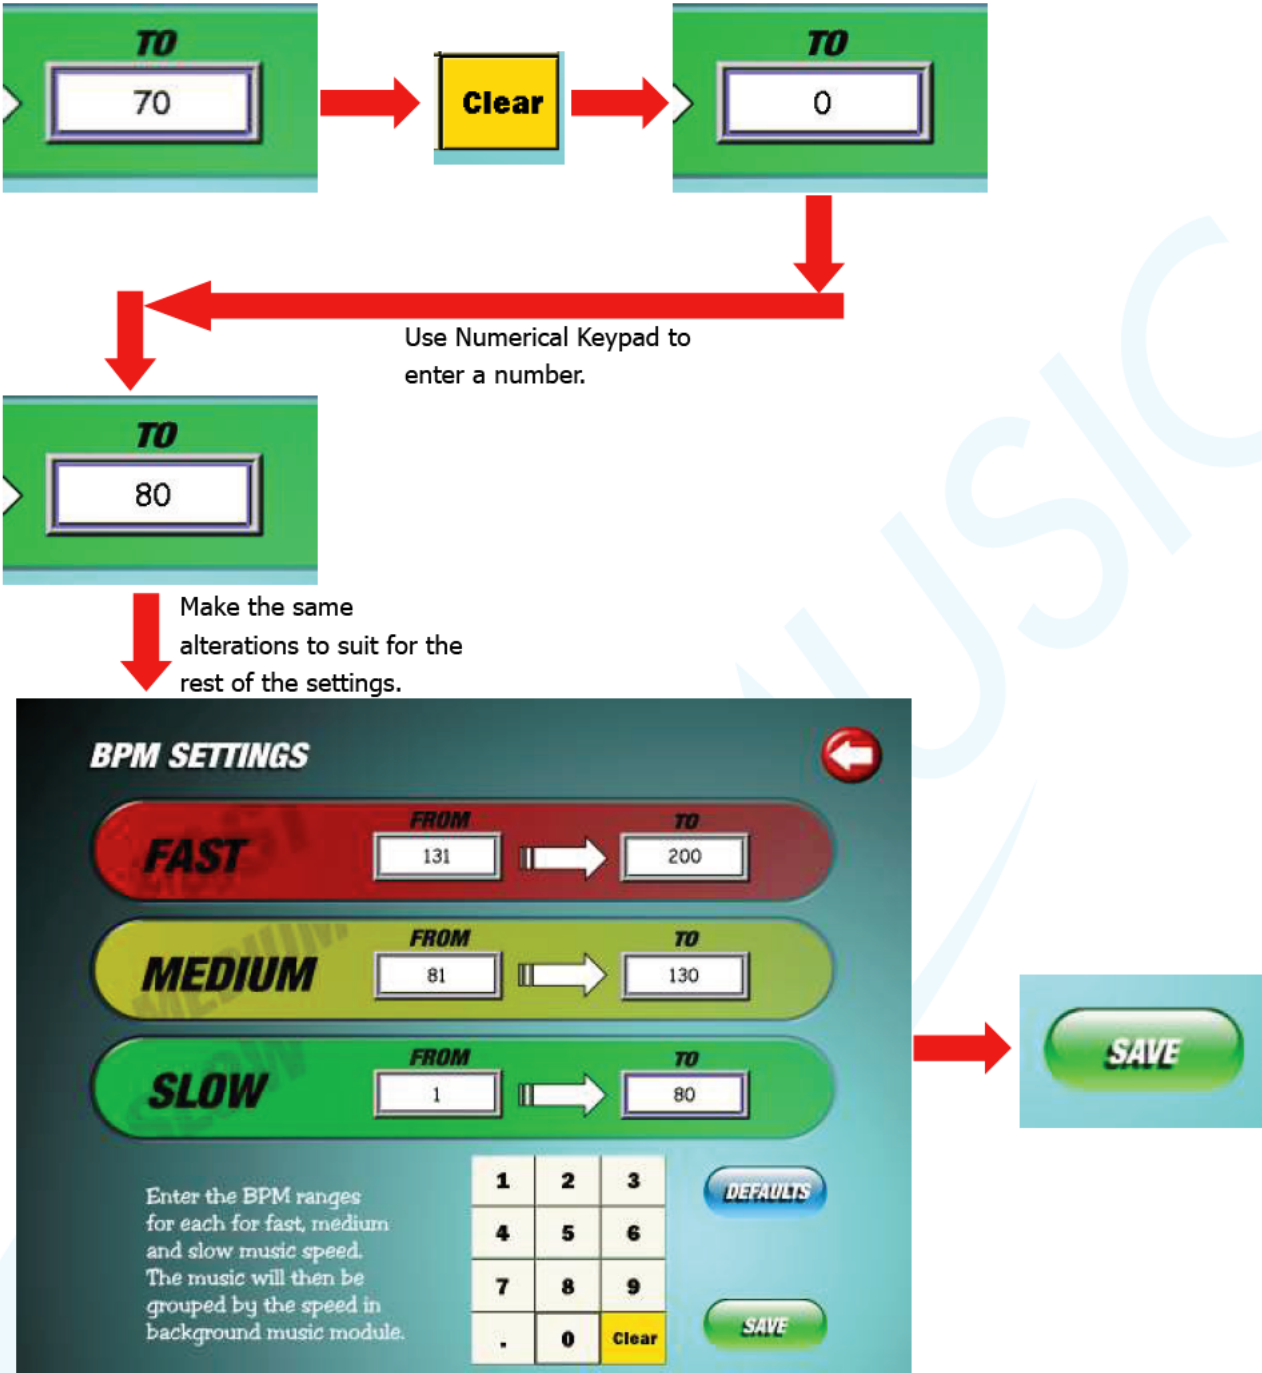 TO
70
Clear
TO
0
Use Numerical Keypad to
enter a number.
TO
80
Make the same
alterations to suit for the
rest of the settings.
BPM SETTINGS
FAST
FAST
FROM
131
TO
200
MEDIUM
MEDIUM
FROM
81
TO
130
SLOW
SLOW
FROM
1
TO
80
SAVE
Enter the BPM ranges
for each for fast, medium
and slow music speed.
The music will then be
grouped by the speed in
background music module.
1 2 3
4 5 6
7 8 9
. 0 Clear
DEFAULTS
SAVE
MUSIC